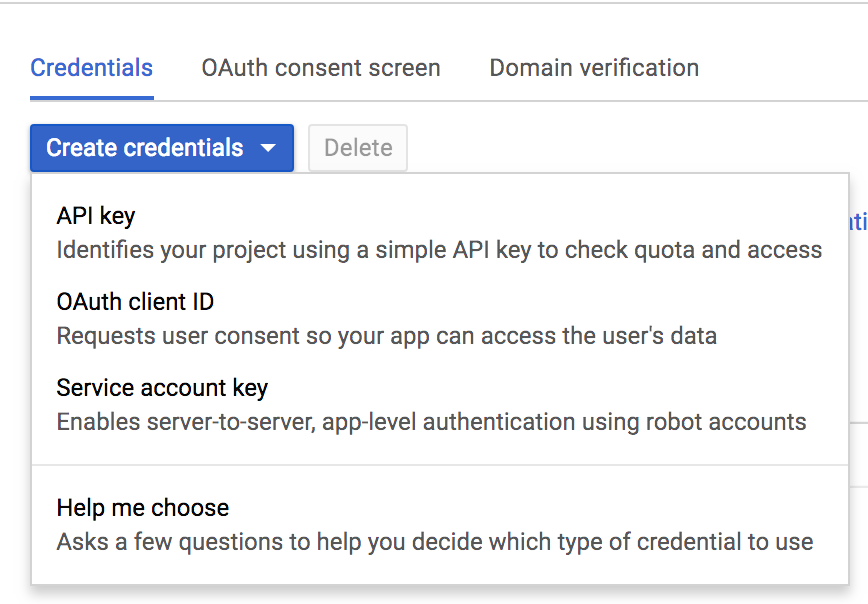 Credentials OAuth consent screen Domain verification
Create credentials Delete
API key
Identifies your project using a simple API key to check quota and access
OAuth client ID
Requests user consent so your app can access the user's data
Service account key
Enables server-to-server, app-level authentication using robot accounts
Help me choose
Asks a few questions to help you decide which type of credential to use